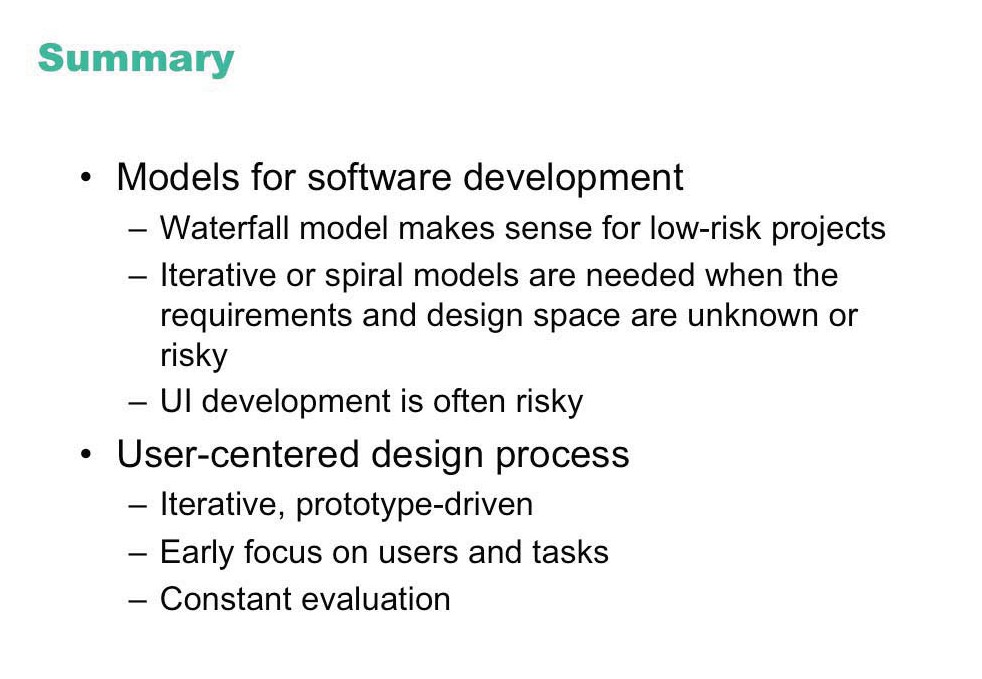 Summary
• Models for software development
– Waterfall model makes sense for low-risk projects
– Iterative or spiral models are needed when the
requirements and design space are unknown or
risky
– UI development is often risky
• User-centered design process
– Iterative, prototype-driven
– Early focus on users and tasks
– Constant evaluation